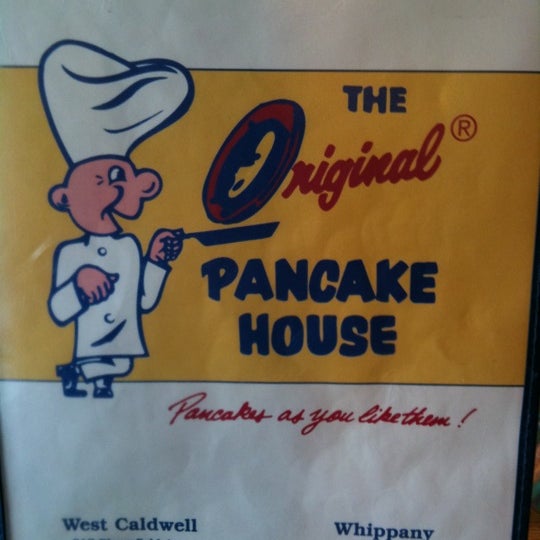 THE
Original®
PANCAKE
HOUSE
Pancakes as you like them!
West Caldwell
Whippany